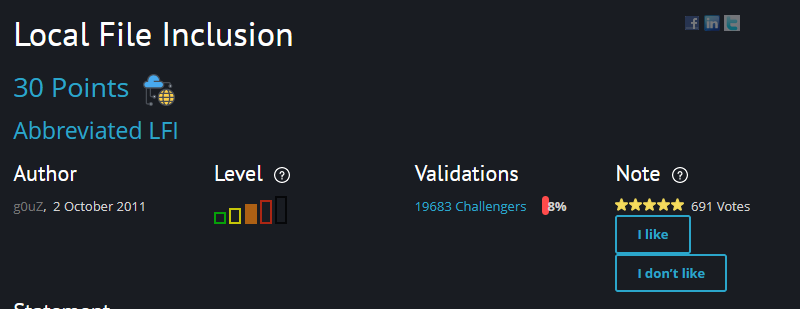 Local File Inclusion
30 Points
Abbreviated LFI
Author Level ? Validations Note ?
g0uZ, 2 October 2011 19683 Challengers 8% 691 Votes
I like
I don't like
Statement